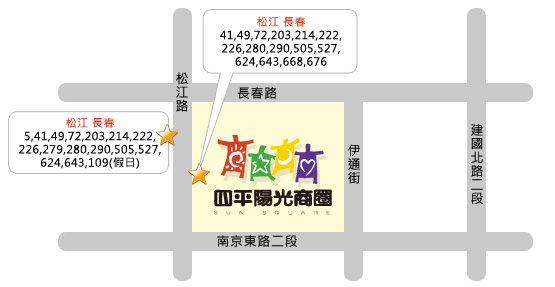 松江 長春
41,49,72,203,214,222,
226,280,290,505,527,
624,643,668,676
松江路
長春路
松江 長春
5,41,49,72,203,214,222,
226,279,280,290,505,527,
624,643,109(假日)
四平陽光商圈
SUN SQUARE
伊通街
建國北路二段
南京東路二段